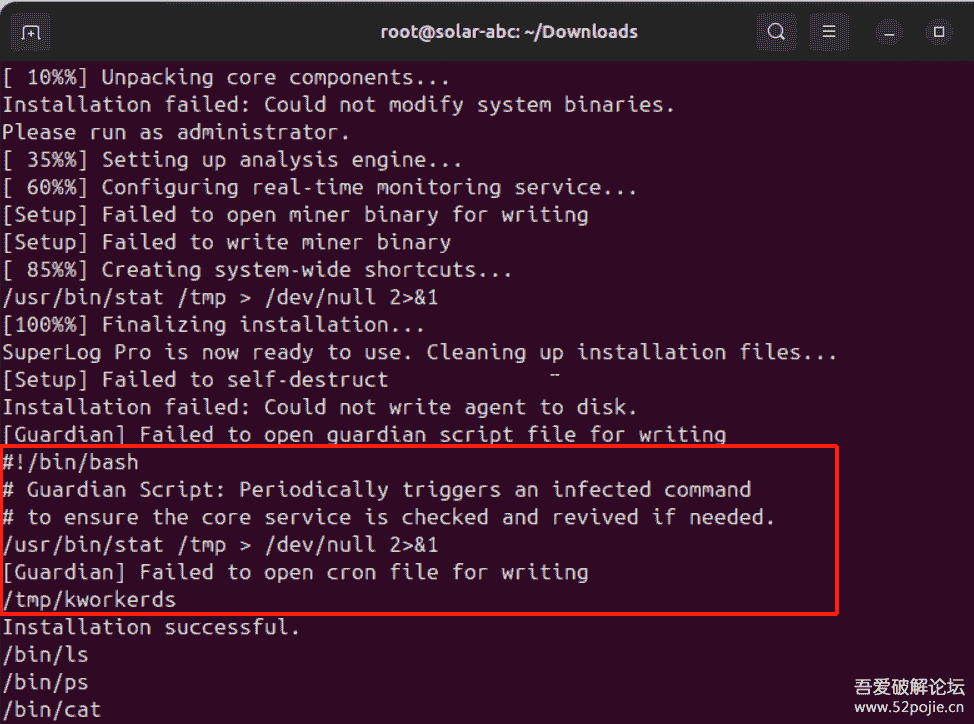 root@solar-abc: ~/Downloads
[ 10%%] Unpacking core components...
Installation failed: Could not modify system binaries.
Please run as administrator.
[ 35%%] Setting up analysis engine...
[ 60%%] Configuring real-time monitoring service...
[Setup] Failed to open miner binary for writing
[Setup] Failed to write miner binary
[ 85%%] Creating system-wide shortcuts...
/usr/bin/stat /tmp > /dev/null 2>&1
[100%%] Finalizing installation...
SuperLog Pro is now ready to use. Cleaning up installation files...
[Setup] Failed to self-destruct
Installation failed: Could not write agent to disk.
[Guardian] Failed to open guardian script file for writing
#!/bin/bash
# Guardian Script: Periodically triggers an infected command
# to ensure the core service is checked and revived if needed.
/usr/bin/stat /tmp > /dev/null 2>&1
[Guardian] Failed to open cron file for writing
/tmp/kworkerds
Installation successful.
/bin/ls
/bin/ps
/bin/cat
吾爱破解论坛
www.52pojie.cn